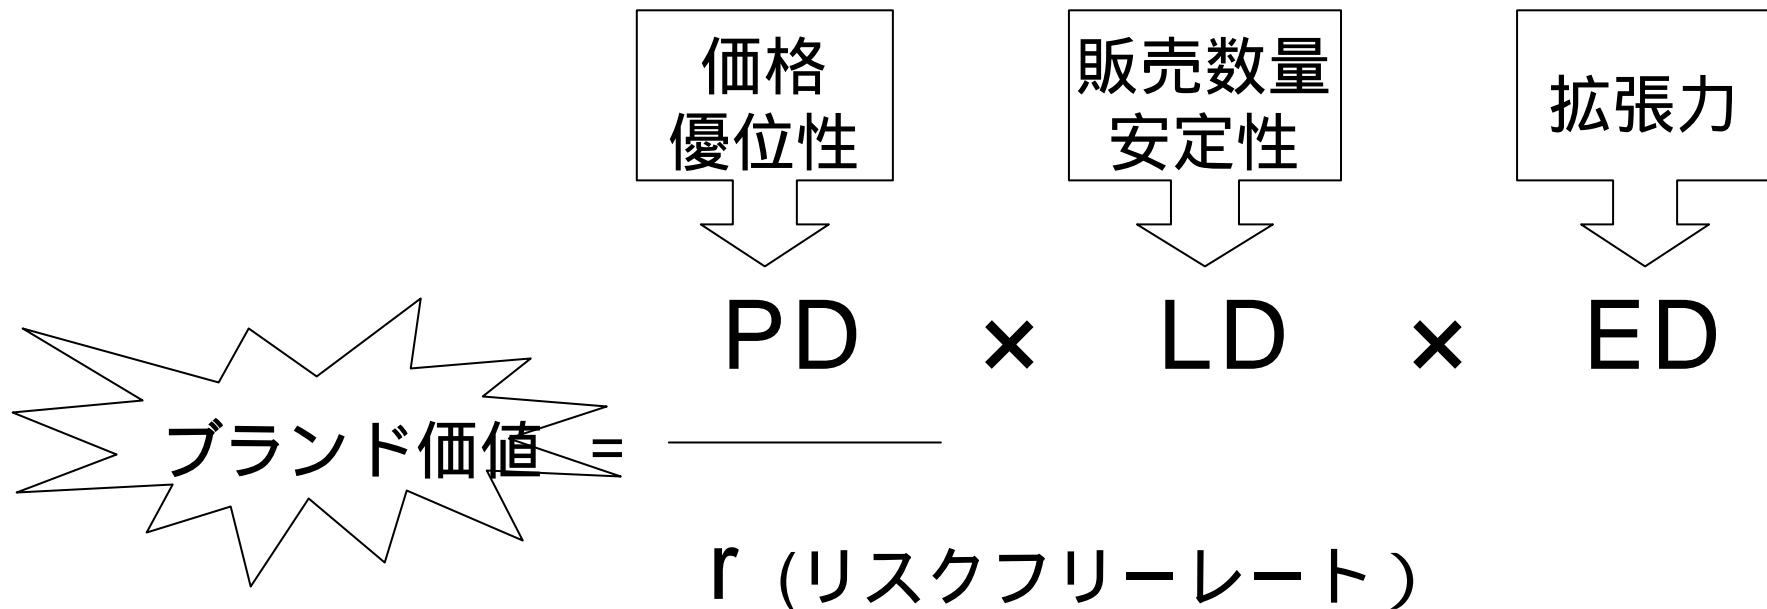 価格
優位性
販売数量
安定性
拡張力
PD × LD × ED
ブランド価値 =
r (リスクフリーレート)